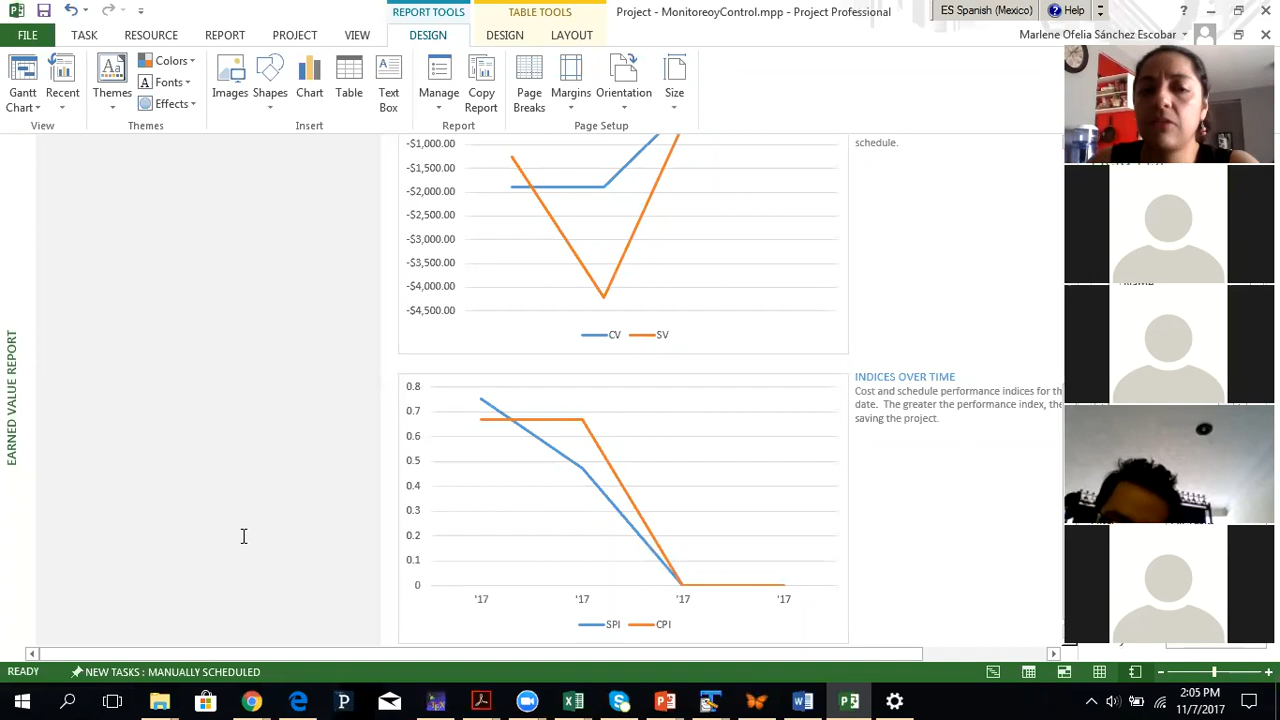 REPORT TOOLS
TABLE TOOLS
Project - MonitoreoyControl.mpp - Project Professional
ES Spanish (Mexico)
Help
?
FILE
TASK
RESOURCE
REPORT
PROJECT
VIEW
DESIGN
DESIGN
LAYOUT
Marlene Ofelia Sánchez Escobar
Gantt
Chart
Recent
Themes
Colors
Fonts
Effects
Images
Shapes
Chart
Table
Text
Box
Manage
Copy
Report
Page
Breaks
Margins
Orientation
Size
View
Themes
Insert
Report
Page Setup
-$1,000.00
-$1,500.00
-$2,000.00
-$2,500.00
-$3,000.00
-$3,500.00
-$4,000.00
-$4,500.00
CV
SV
schedule.
EARNED VALUE REPORT
0.8
0.7
0.6
0.5
0.4
0.3
0.2
0.1
0
'17
'17
'17
'17
SPI
CPI
INDICES OVER TIME
Cost and schedule performance indices for th
date. The greater the performance index, the
saving the project.
READY
NEW TASKS : MANUALLY SCHEDULED
2:05 PM
11/7/2017